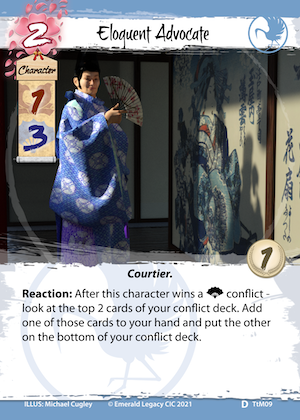 2
Eloquent Advocate
Character
1
3
1
Courtier.
Reaction: After this character wins a conflict -
look at the top 2 cards of your conflict deck. Add
one of those cards to your hand and put the other
on the bottom of your conflict deck.
ILLUS: Michael Cugley © Emerald Legacy CIC 2021 D TtM09